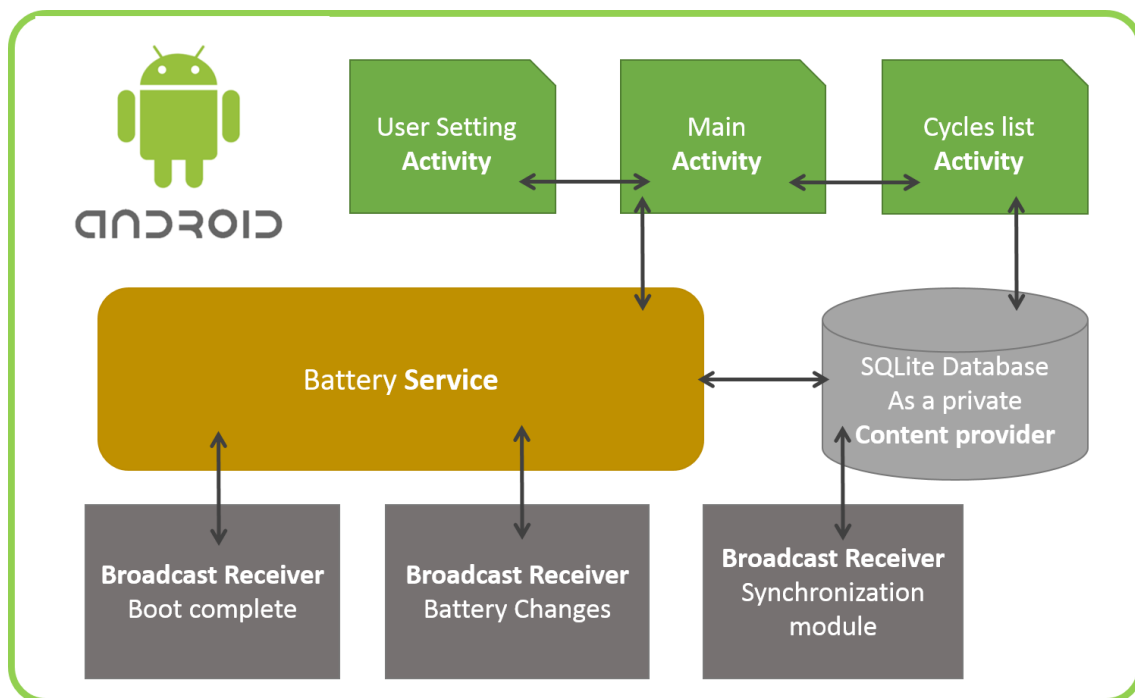 ANDROID
User Setting
Activity
Main
Activity
Cycles list
Activity
Battery Service
SQLite Database
As a private
Content provider
Broadcast Receiver
Boot complete
Broadcast Receiver
Battery Changes
Broadcast Receiver
Synchronization
module